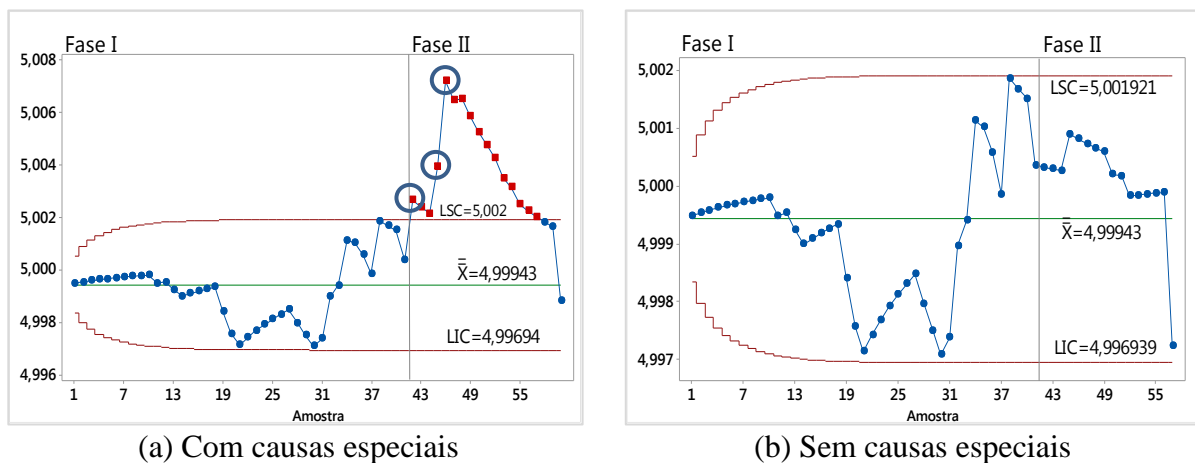 Fase I
Fase II
5,008
5,006
5,004
5,002
5,000
4,998
4,996
LSC=5,002
X=4,99943
LIC=4,99694
1 7 13 19 25 31 37 43 49 55
Amostra
(a) Com causas especiais
Fase I
Fase II
5,002
5,001
5,000
4,999
4,998
4,997
LSC=5,001921
X=4,99943
LIC=4,996939
1 7 13 19 25 31 37 43 49 55
Amostra
(b) Sem causas especiais